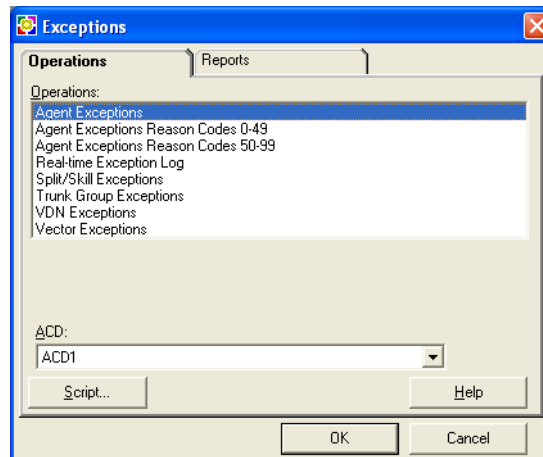 Exceptions
Operations Reports
Operations:
Agent Exceptions
Agent Exceptions Reason Codes 0-49
Agent Exceptions Reason Codes 50-99
Real-time Exception Log
Split/Skill Exceptions
Trunk Group Exceptions
VDN Exceptions
Vector Exceptions
ACD:
ACD1
Script... Help
OK Cancel